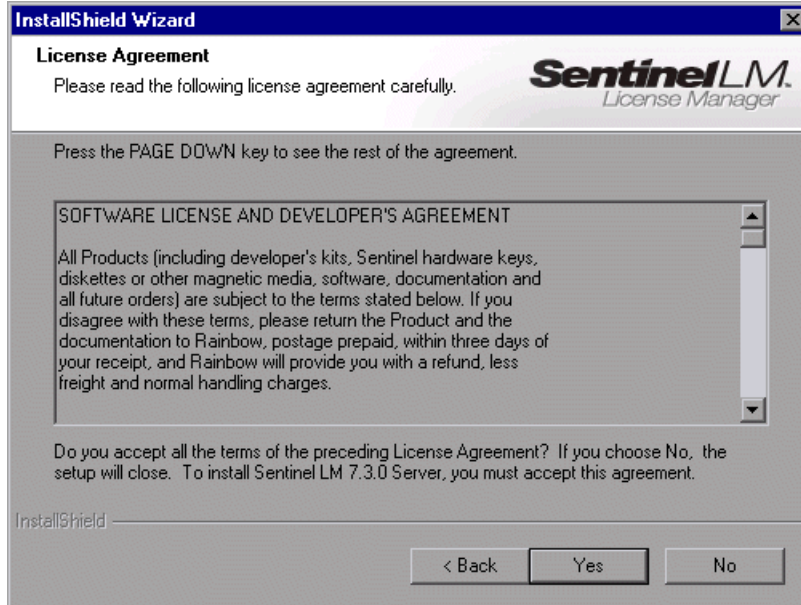 InstallShield Wizard
License Agreement
Please read the following license agreement carefully.
SentinelLM.
License Manager
Press the PAGE DOWN key to see the rest of the agreement.
SOFTWARE LICENSE AND DEVELOPER'S AGREEMENT
All Products (including developer's kits, Sentinel hardware keys,
diskettes or other magnetic media, software, documentation and
all future orders) are subject to the terms stated below. If you
disagree with these terms, please return the Product and the
documentation to Rainbow, postage prepaid, within three days of
your receipt, and Rainbow will provide you with a refund, less
freight and normal handling charges.
Do you accept all the terms of the preceding License Agreement?  If you choose No,  the
setup will close.  To install Sentinel LM 7.3.0 Server, you must accept this agreement.
InstallShield
< Back
Yes
No